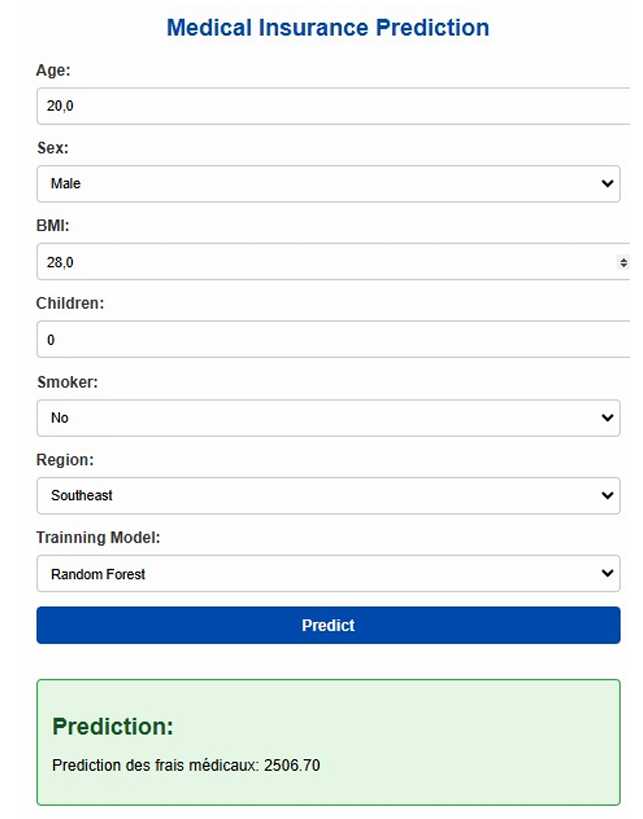 Medical Insurance Prediction
Age:
20,0
Sex:
Male
BMI:
28,0
Children:
0
Smoker:
No
Region:
Southeast
Trainning Model:
Random Forest
Predict
Prediction:
Prediction des frais médicaux: 2506.70